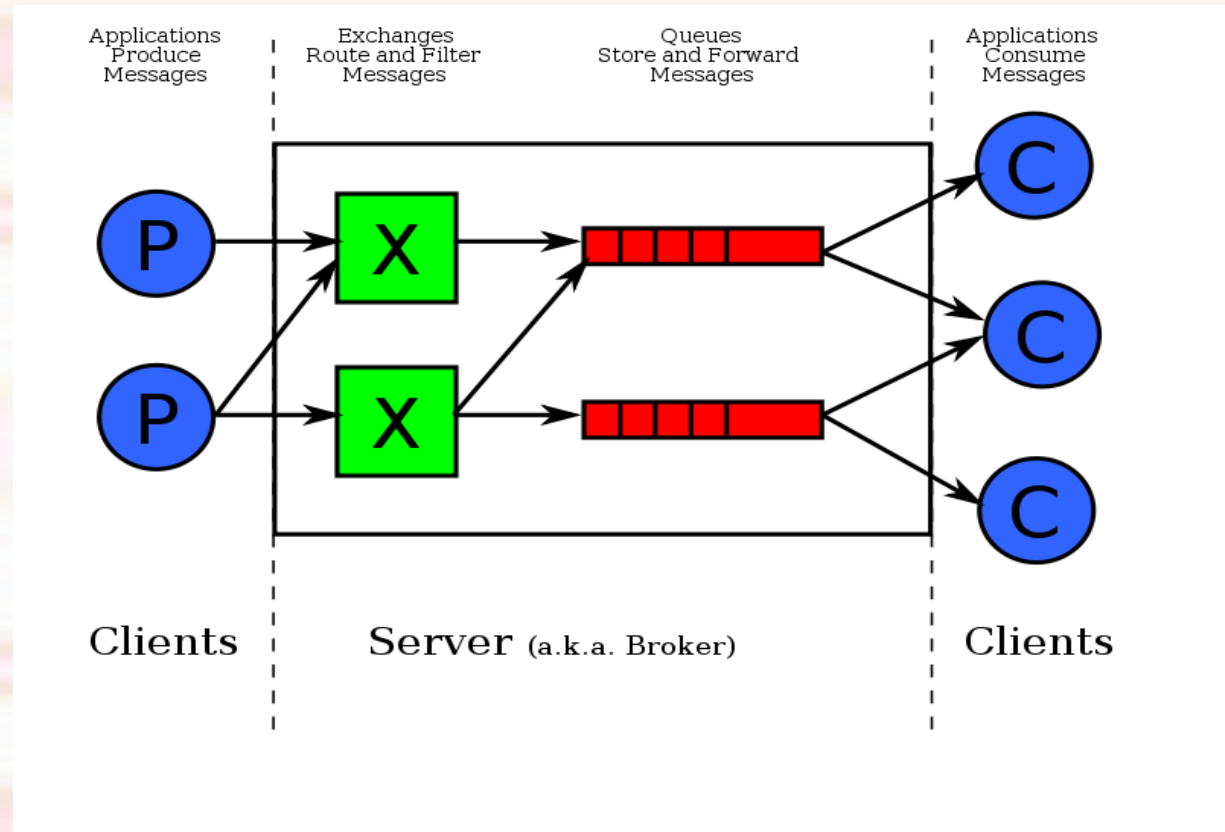 Applications
Produce
Messages
Exchanges
Route and Filter
Messages
Queues
Store and Forward
Messages
Applications
Consume
Messages
P
X
C
P
X
C
C
Clients
Server (a.k.a. Broker)
Clients